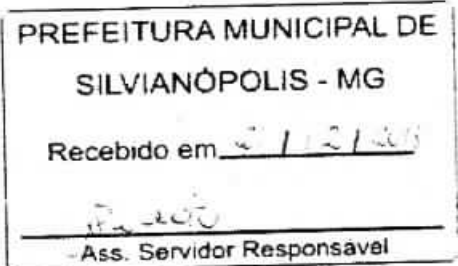 PREFEITURA MUNICIPAL DE
SILVIANÓPOLIS - MG
Recebido em
Ass. Servidor Responsável